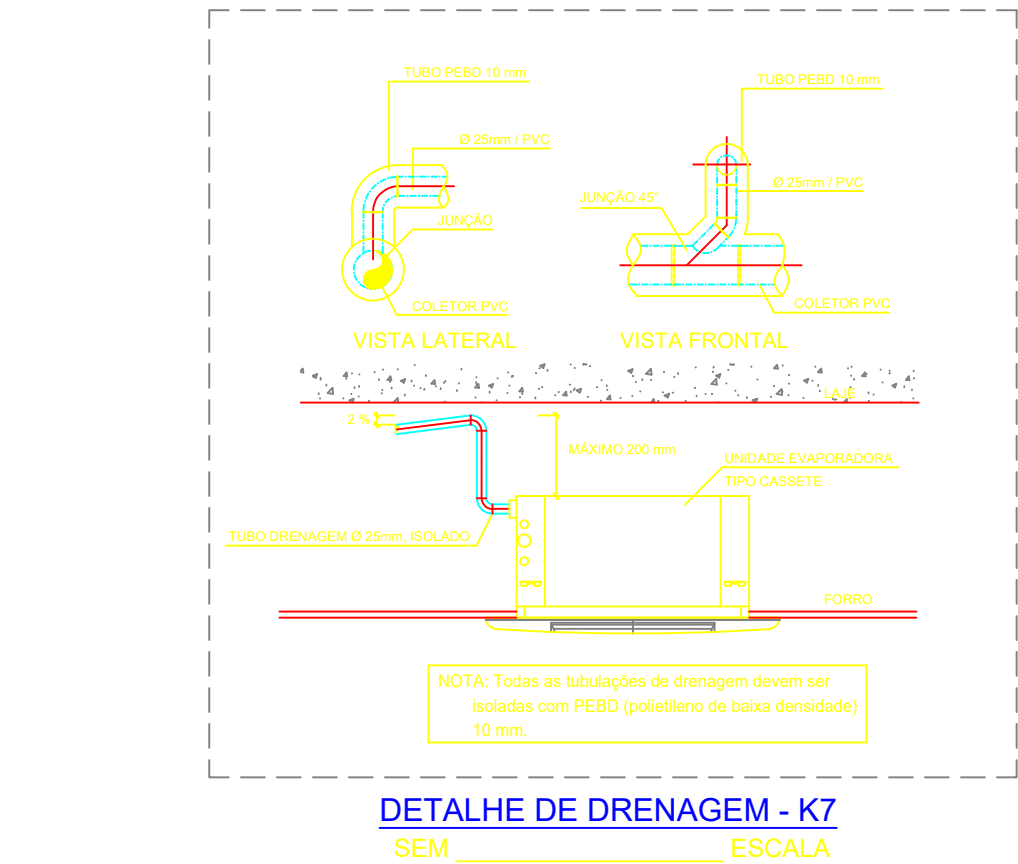 TUBO PEBD 10 mm
Ø 25mm / PVC
JUNÇÃO
COLETOR PVC
VISTA LATERAL
TUBO PEBD 10 mm
Ø 25mm / PVC
JUNÇÃO 45°
COLETOR PVC
VISTA FRONTAL
LAJE
2 %
MÁXIMO 200 mm
UNIDADE EVAPORADORA
TIPO CASSETE
TUBO DRENAGEM Ø 25mm, ISOLADO
FORRO
NOTA: Todas as tubulações de drenagem devem ser
isoladas com PEBD (polietileno de baixa densidade)
10 mm.
DETALHE DE DRENAGEM - K7
SEM ____________________ ESCALA